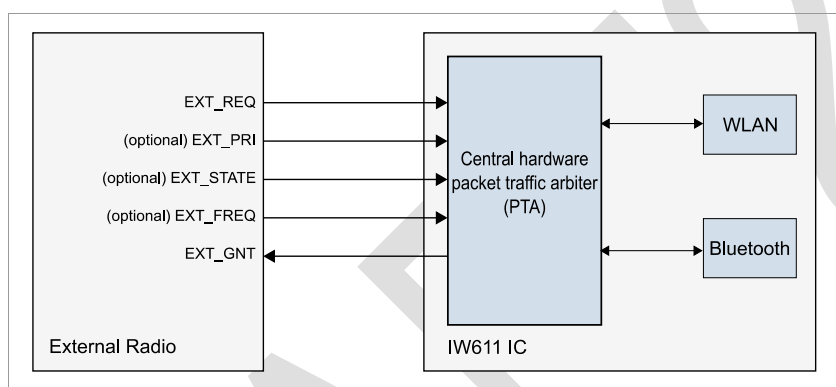 EXT_REQ
(optional) EXT_PRI
(optional) EXT_STATE
(optional) EXT_FREQ
EXT_GNT
External Radio
Central hardware
packet traffic arbiter
(PTA)
WLAN
Bluetooth
IW611 IC